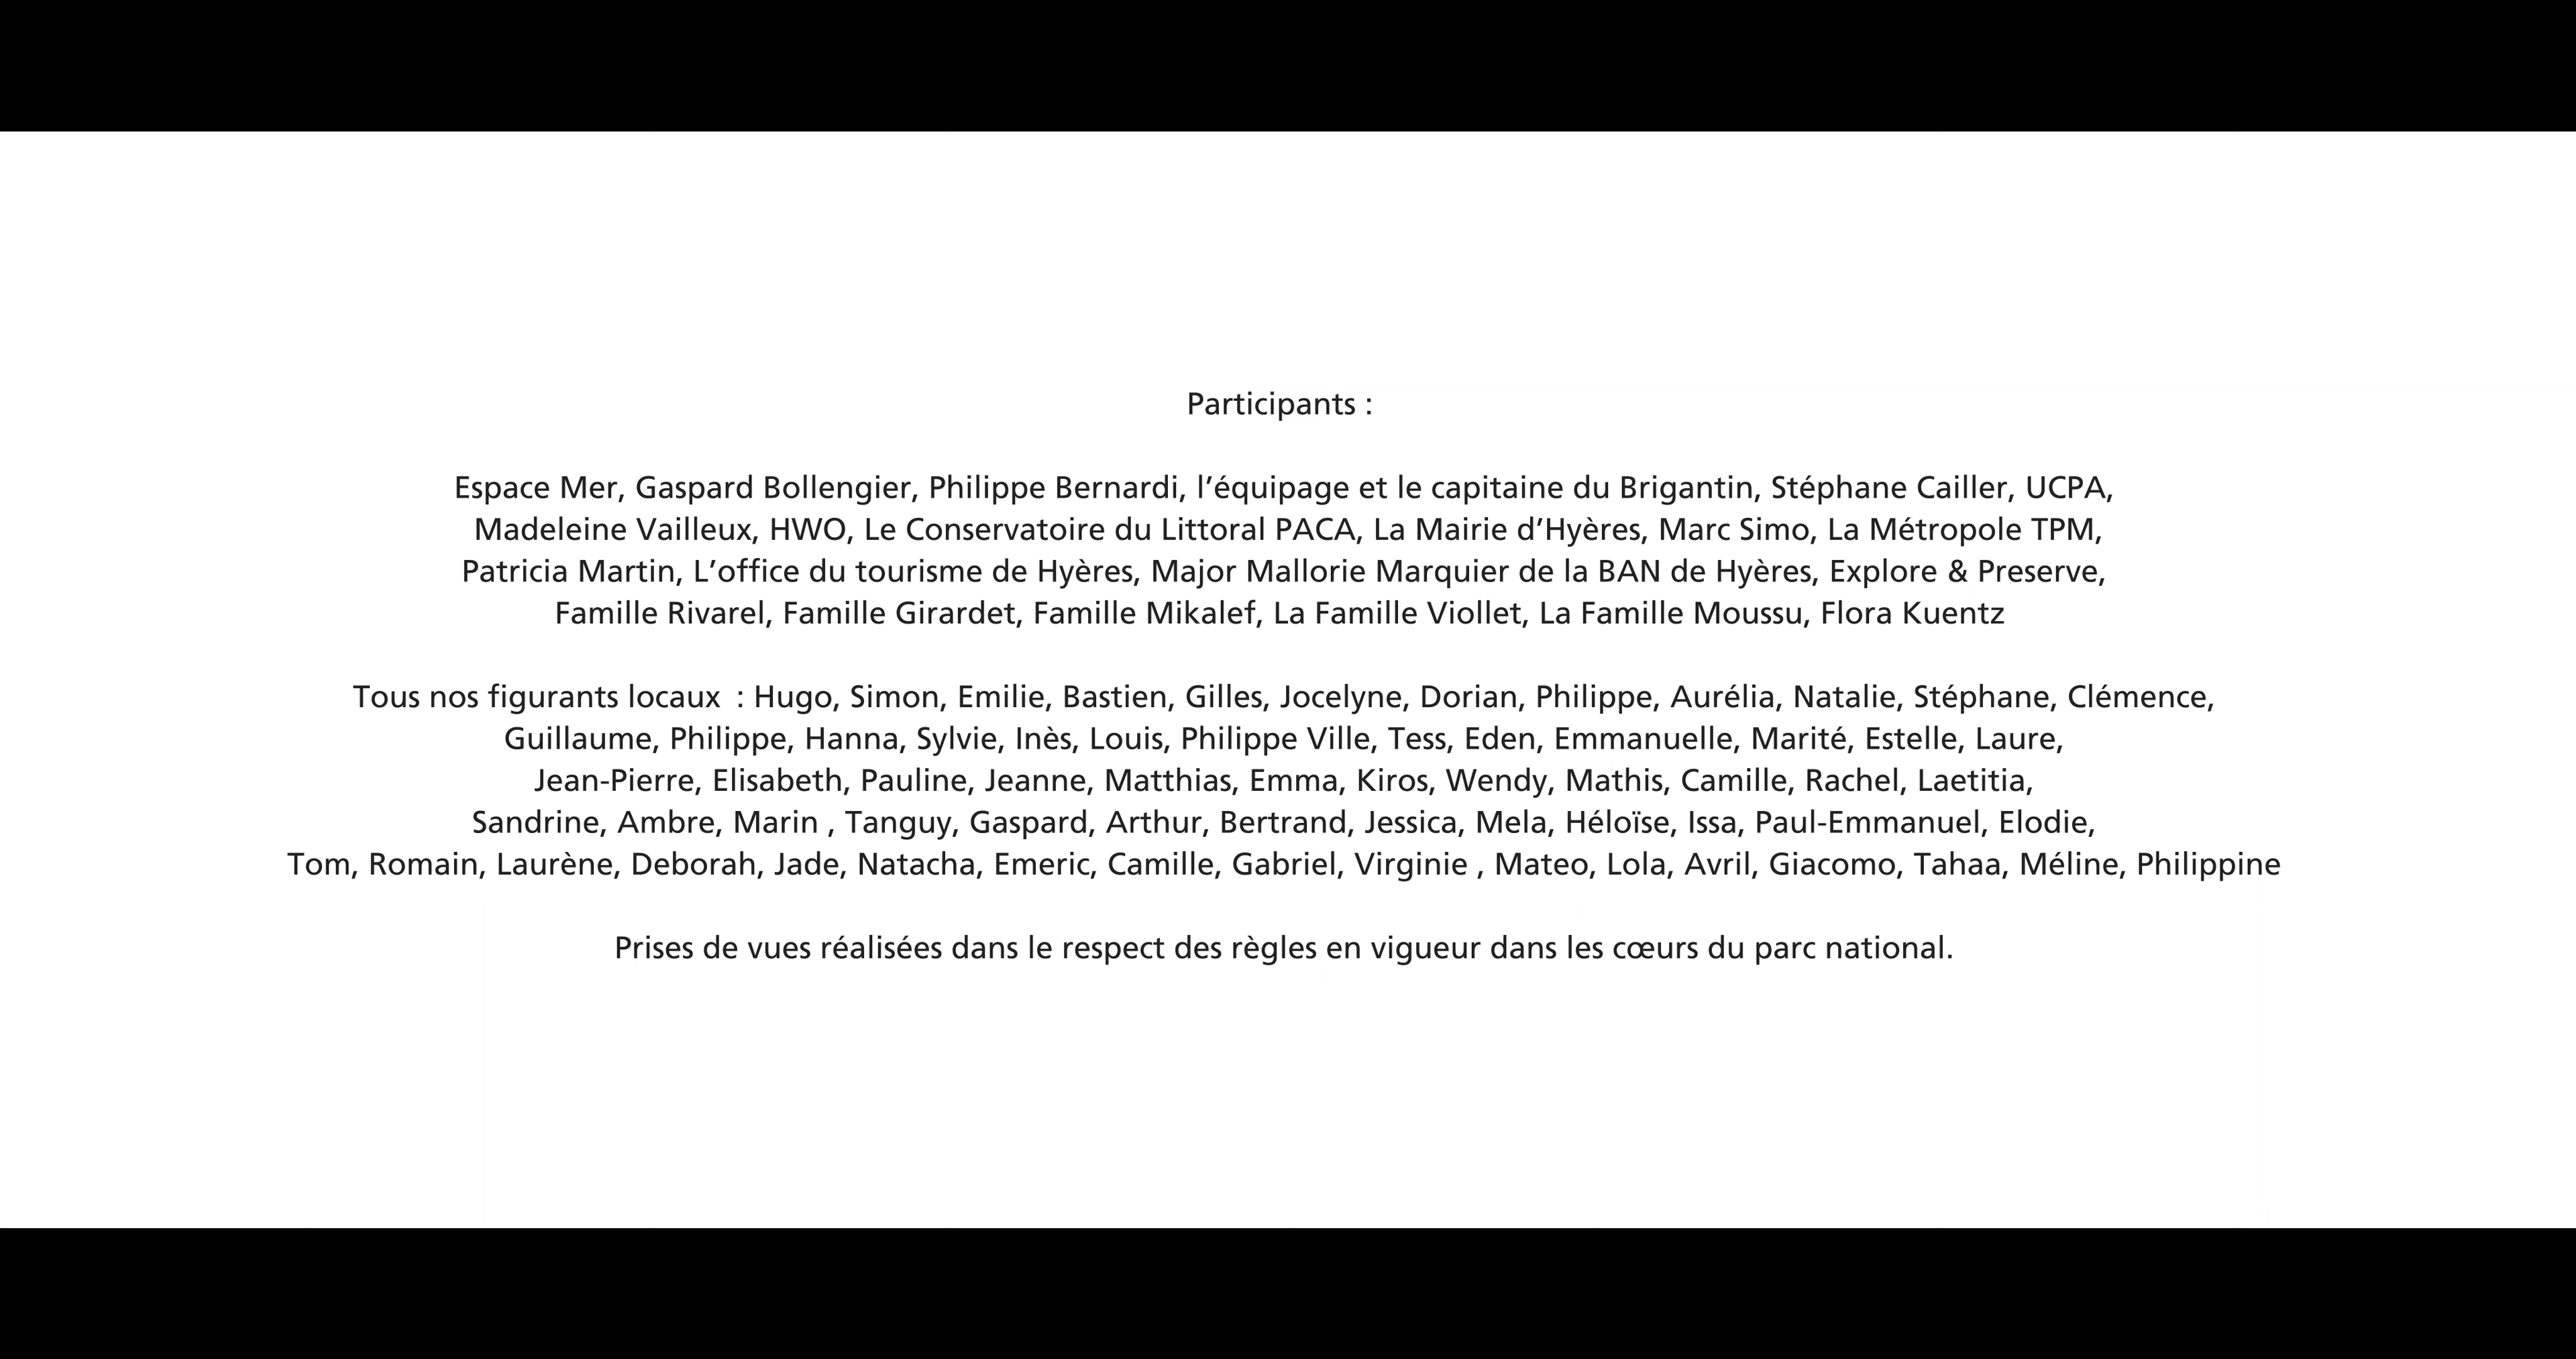 Participants :
Espace Mer, Gaspard Bollengier, Philippe Bernardi, l’équipage et le capitaine du Brigantin, Stéphane Cailler, UCPA,
Madeleine Vailleux, HWO, Le Conservatoire du Littoral PACA, La Mairie d’Hyères, Marc Simo, La Métropole TPM,
Patricia Martin, L’office du tourisme de Hyères, Major Mallorie Marquier de la BAN de Hyères, Explore & Preserve,
Famille Rivarel, Famille Girardet, Famille Mikalef, La Famille Viollet, La Famille Moussu, Flora Kuentz
Tous nos figurants locaux  : Hugo, Simon, Emilie, Bastien, Gilles, Jocelyne, Dorian, Philippe, Aurélia, Natalie, Stéphane, Clémence,
Guillaume, Philippe, Hanna, Sylvie, Inès, Louis, Philippe Ville, Tess, Eden, Emmanuelle, Marité, Estelle, Laure,
Jean-Pierre, Elisabeth, Pauline, Jeanne, Matthias, Emma, Kiros, Wendy, Mathis, Camille, Rachel, Laetitia,
Sandrine, Ambre, Marin , Tanguy, Gaspard, Arthur, Bertrand, Jessica, Mela, Héloïse, Issa, Paul-Emmanuel, Elodie,
Tom, Romain, Laurène, Deborah, Jade, Natacha, Emeric, Camille, Gabriel, Virginie , Mateo, Lola, Avril, Giacomo, Tahaa, Méline, Philippine
Prises de vues réalisées dans le respect des règles en vigueur dans les cœurs du parc national.